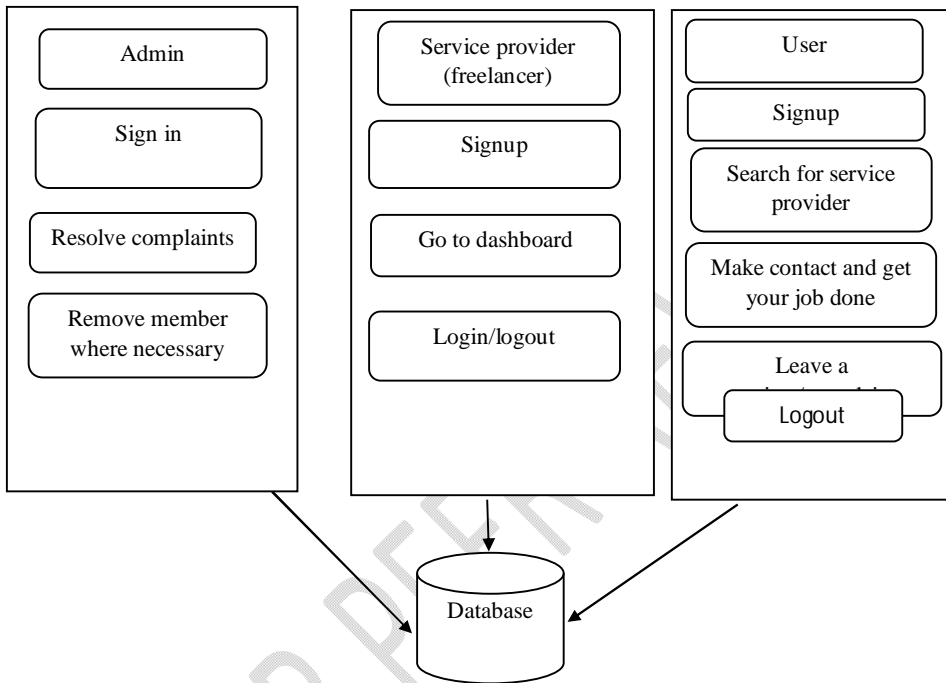 Admin
Sign in
Resolve complaints
Remove member
where necessary
Service provider
(freelancer)
Signup
Go to dashboard
Login/logout
User
Signup
Search for service
provider
Make contact and get
your job done
Leave a
Logout
Database